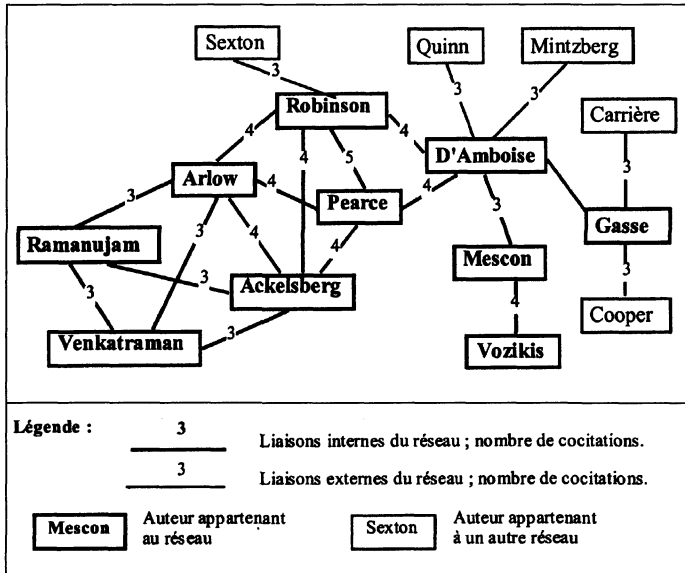 Sexton
Quinn
Mintzberg
3
3
3
Robinson
Carrière
4
4
5
4
D'Amboise
3
Arlow
4
Pearce
4
3
Gasse
Ramanujam
3
4
4
3
Mescon
3
3
Ackelsberg
4
3
Cooper
Venkatraman
3
Vozikis
Légende :
3
Liaisons internes du réseau ; nombre de cocitations.
3
Liaisons externes du réseau ; nombre de cocitations.
Mescon
Auteur appartenant
au réseau
Sexton
Auteur appartenant
à un autre réseau